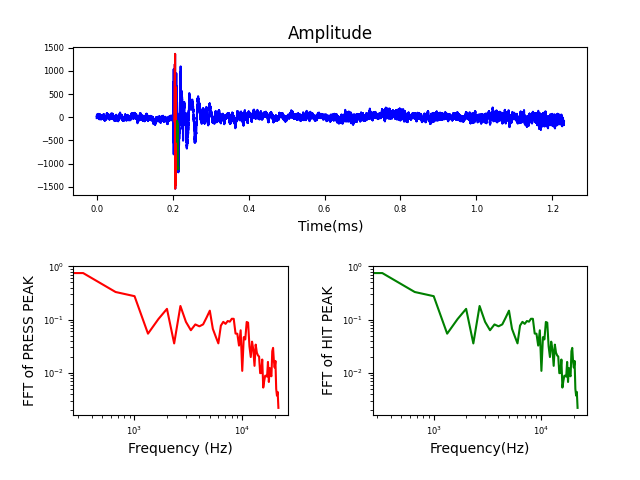 Amplitude
1500
1000
500
0
−500
−1000
−1500
0.0 0.2 0.4 0.6 0.8 1.0 1.2
Time(ms)
FFT of PRESS PEAK
10⁰
10⁻¹
10⁻²
10³ 10⁴
Frequency (Hz)
FFT of HIT PEAK
10⁰
10⁻¹
10⁻²
10³ 10⁴
Frequency(Hz)